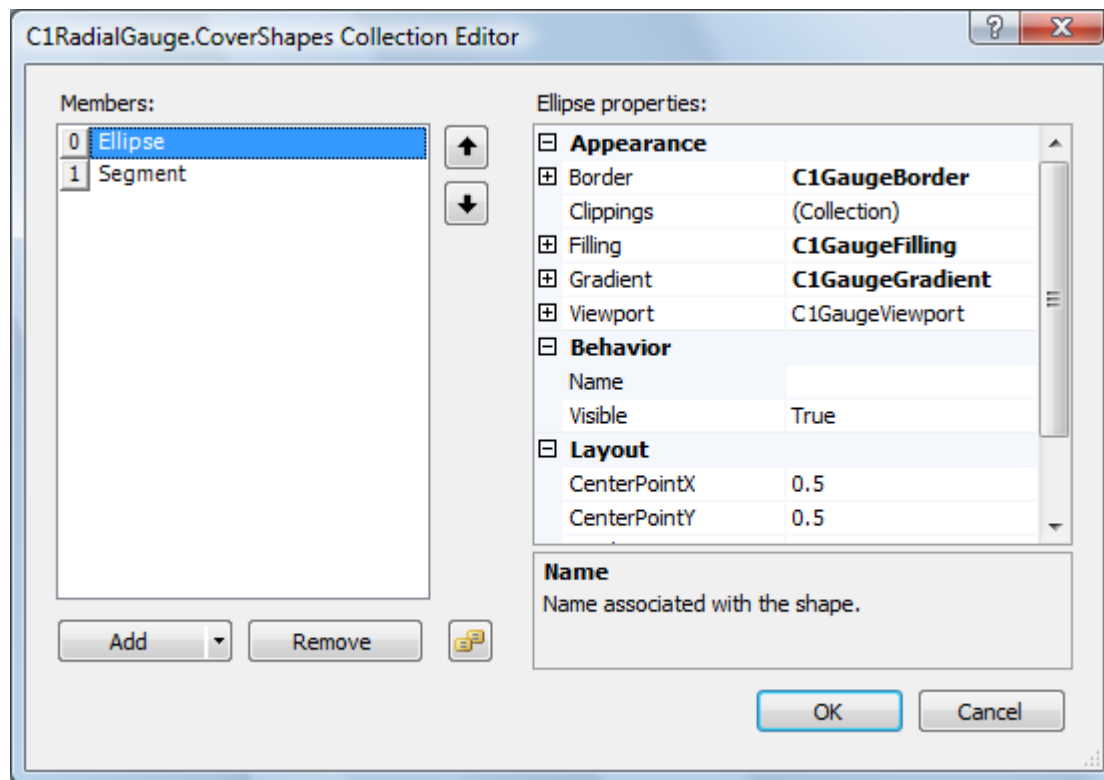 C1RadialGauge.CoverShapes Collection Editor
Members:
0 Ellipse
1 Segment
Add
Remove
Ellipse properties:
Appearance
Border C1GaugeBorder
Clippings (Collection)
Filling C1GaugeFilling
Gradient C1GaugeGradient
Viewport C1GaugeViewport
Behavior
Name
Visible True
Layout
CenterPointX 0.5
CenterPointY 0.5
Name
Name associated with the shape.
OK
Cancel